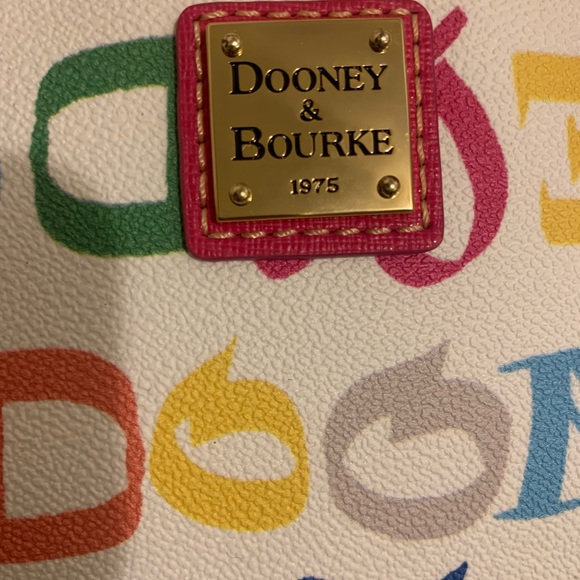 DOONEY
&
BOURKE
1975
D O E
D O O N